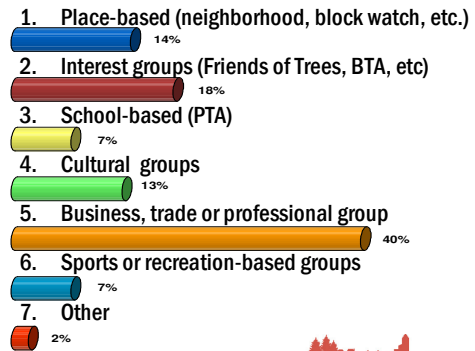 1. Place-based (neighborhood, block watch, etc.)
14%
2. Interest groups (Friends of Trees, BTA, etc)
18%
3. School-based (PTA)
7%
4. Cultural groups
13%
5. Business, trade or professional group
40%
6. Sports or recreation-based groups
7%
7. Other
2%